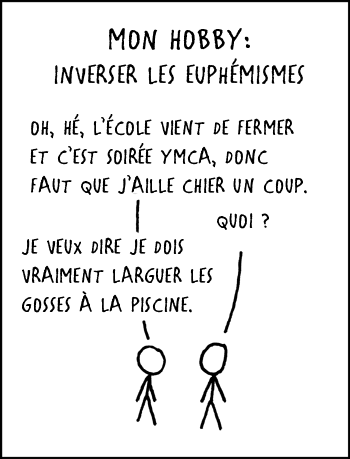 MON HOBBY:
INVERSER LES EUPHÉMISMES
OH, HÉ, L'ÉCOLE VIENT DE FERMER
ET C'EST SOIRÉE YMCA, DONC
FAUT QUE J'AILLE CHIER UN COUP.
QUOI ?
JE VEUX DIRE JE DOIS
VRAIMENT LARGUER LES
GOSSES À LA PISCINE.